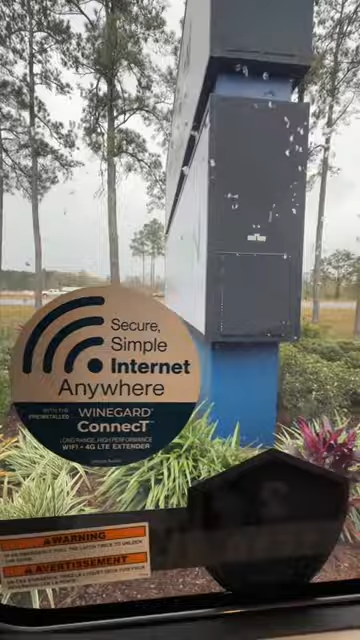 Secure,
Simple
Internet
Anywhere
WITH THE
PREINSTALLED
WINEGARD
ConnecT
LONG RANGE, HIGH PERFORMANCE
WIFI + 4G LTE EXTENDER
WARNING
AVERTISSEMENT